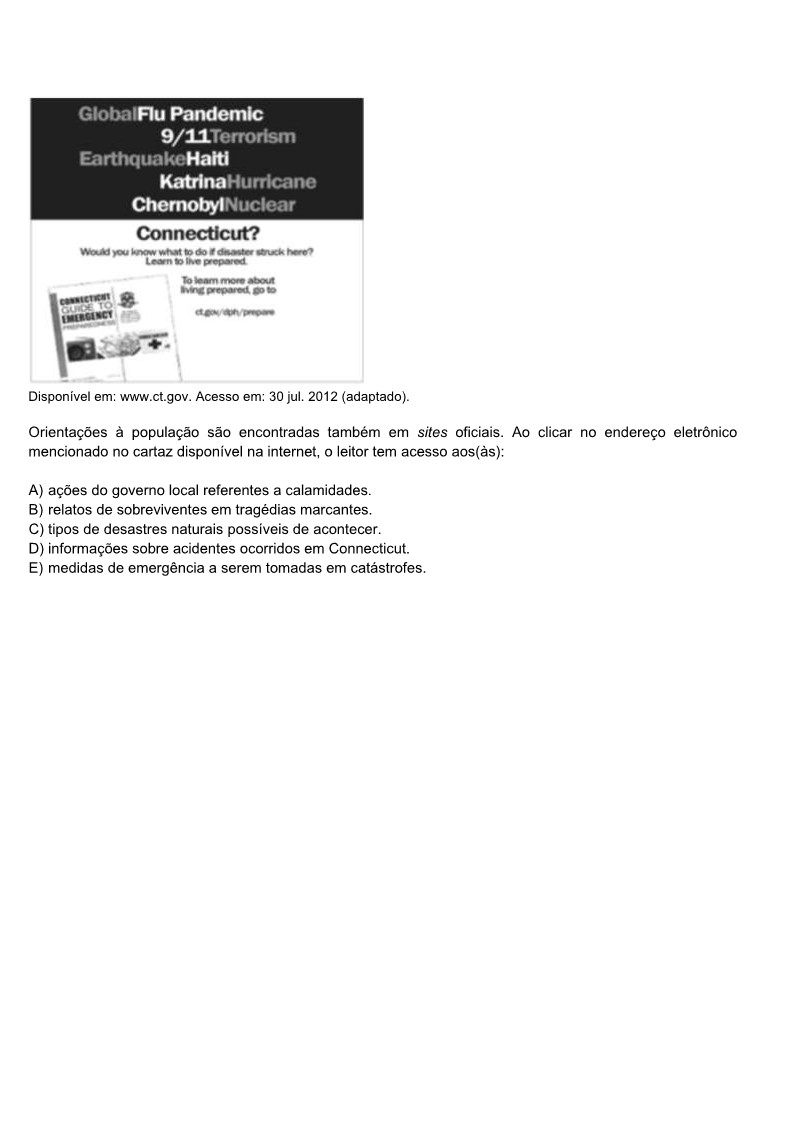 GlobalFlu Pandemic
9/11Terrorism
EarthquakeHaiti
KatrinaHurricane
ChernobylNuclear
Connecticut?
Would you know what to do if disaster struck here?
Learn to live prepared.
To learn more about
living prepared, go to
ct.gov/dph/prepare
CONNECTICUT
GUIDE TO
EMERGENCY
PREPAREDNESS
Disponível em: www.ct.gov. Acesso em: 30 jul. 2012 (adaptado).
Orientações à população são encontradas também em sites oficiais. Ao clicar no endereço eletrônico
mencionado no cartaz disponível na internet, o leitor tem acesso aos(às):
A) ações do governo local referentes a calamidades.
B) relatos de sobreviventes em tragédias marcantes.
C) tipos de desastres naturais possíveis de acontecer.
D) informações sobre acidentes ocorridos em Connecticut.
E) medidas de emergência a serem tomadas em catástrofes.